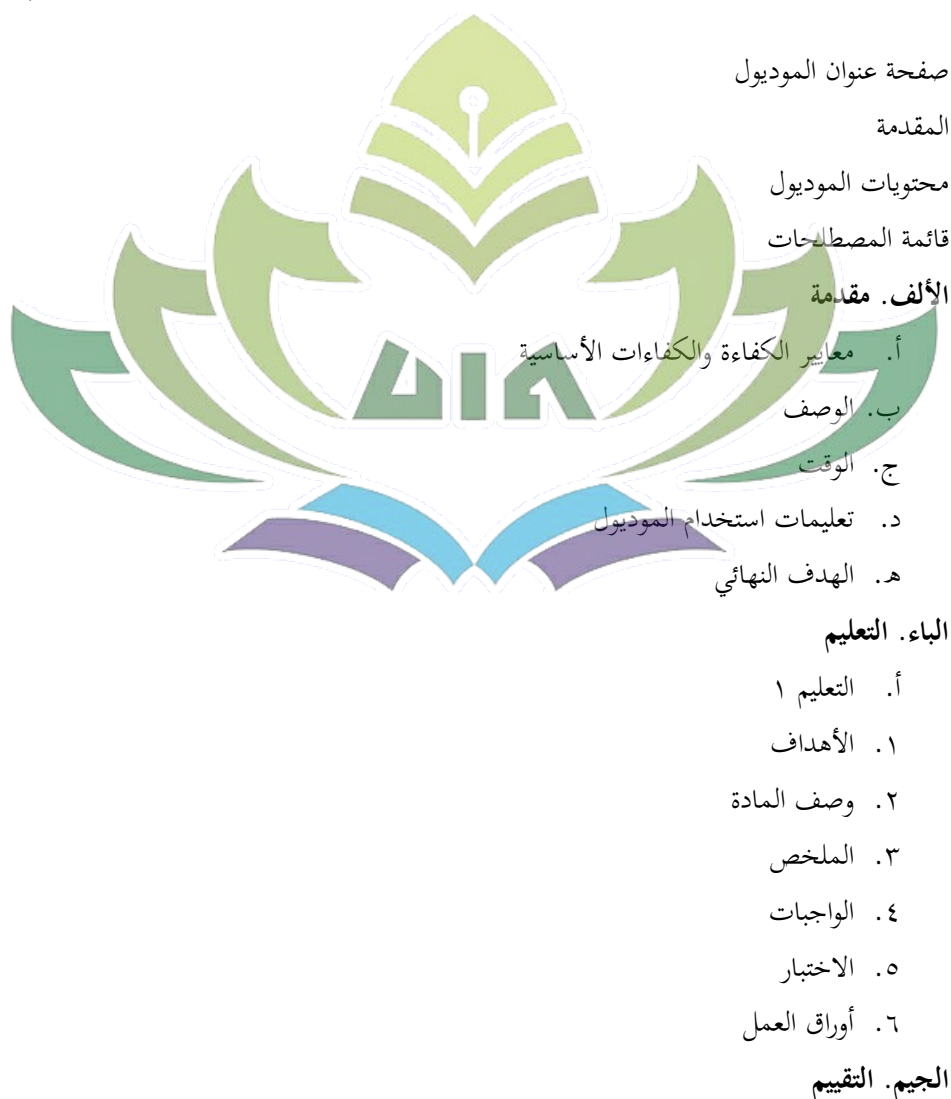 صفحة عنوان الموديول
المقدمة
محتويات الموديول
قائمة المصطلحات
الألف. مقدمة
أ. معايير الكفاءة والكفاءات الأساسية
ب. الوصف
ج. الوقت
د. تعليمات استخدام الموديول
هـ. الهدف النهائي
الباء. التعليم
أ. التعليم ١
١. الأهداف
٢. وصف المادة
٣. الملخص
٤. الواجبات
٥. الاختبار
٦. أوراق العمل
الجيم. التقييم